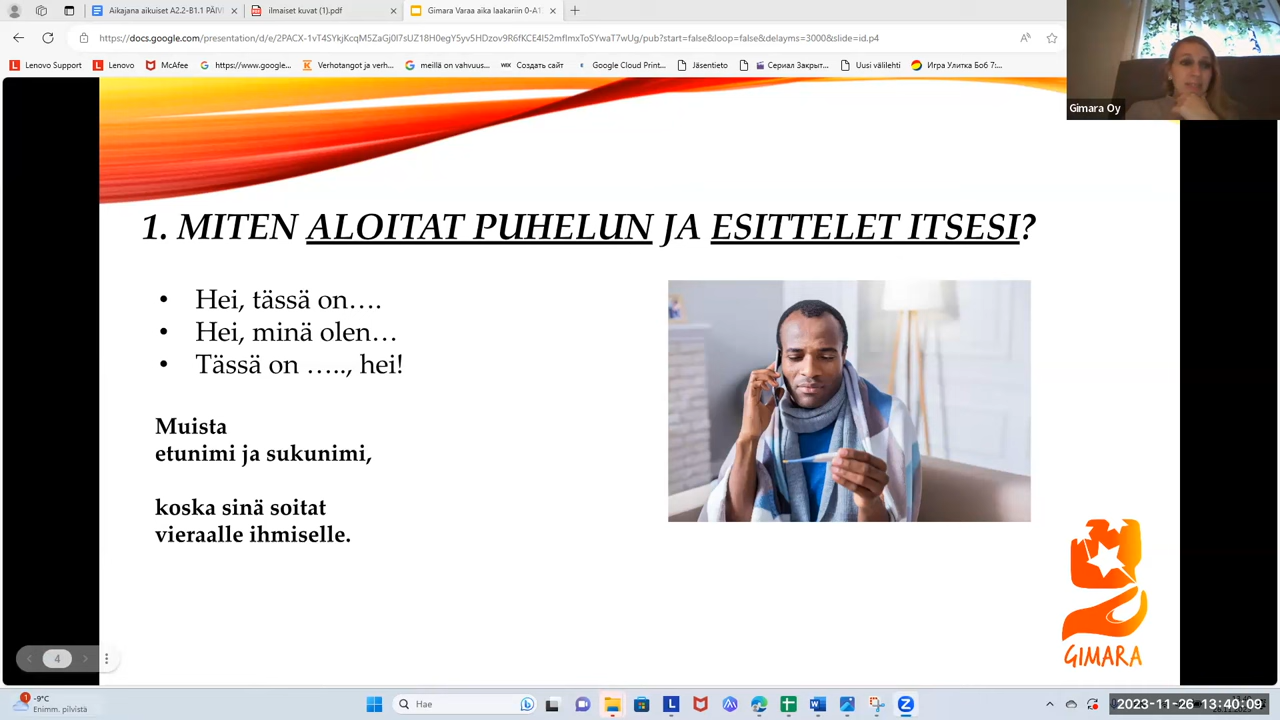 Aikajana aikuiset A2.2-B1.1 PÄIV
ilmaiset kuvat (1).pdf
Gimara Varaa aika laakariin 0-A1
https://docs.google.com/presentation/d/e/2PACX-1vT4SYkjKcqM5ZaGj0l7sUZ18H0egY5yv5HDzov9R6fKCE4I52mfImxToSYwaT7wUg/pub?start=false&loop=false&delayms=3000&slide=id.p4
Lenovo Support
Lenovo
McAfee
https://www.google...
Verhotangot ja verh...
meillä on vahvuus...
Создать сайт
Google Cloud Print...
Jäsentieto
Сериал Закрыт...
Uusi välilehti
Игра Улитка Боб 7:...
Gimara Oy
1. MITEN ALOITAT PUHELUN JA ESITTELET ITSESI?
• Hei, tässä on….
• Hei, minä olen…
• Tässä on ….., hei!
Muista
etunimi ja sukunimi,
koska sinä soitat
vieraalle ihmiselle.
GIMARA
4
-9°C
Enimm. pilvistä
Hae
2023-11-26 13:40:09